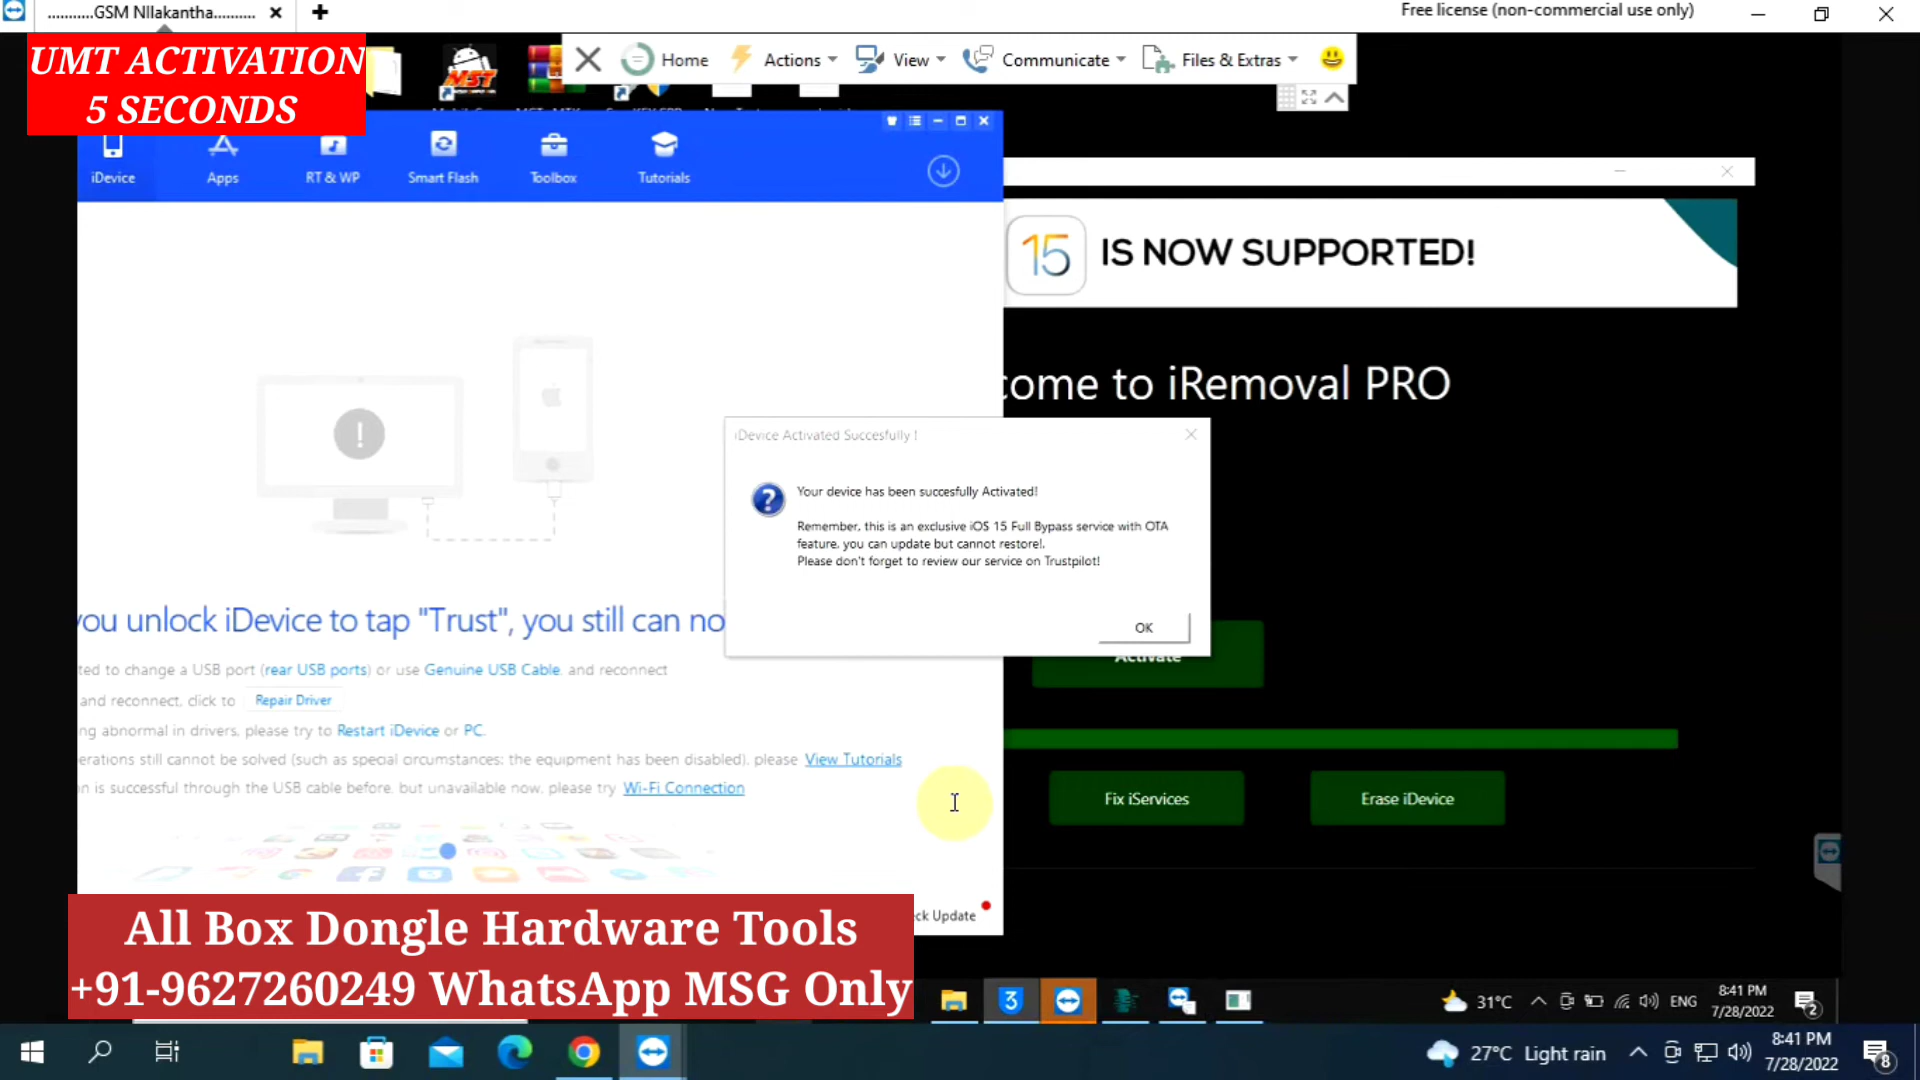 ...........GSM NIlakantha..........
Free license (non-commercial use only)
UMT ACTIVATION
5 SECONDS
Home
Actions
View
Communicate
Files & Extras
iDevice
Apps
RT & WP
Smart Flash
Toolbox
Tutorials
15 IS NOW SUPPORTED!
come to iRemoval PRO
iDevice Activated Succesfully !
Your device has been succesfully Activated!
Remember, this is an exclusive iOS 15 Full Bypass service with OTA
feature, you can update but cannot restore!.
Please don't forget to review our service on Trustpilot!
OK
you unlock iDevice to tap "Trust", you still can no
ted to change a USB port (rear USB ports) or use Genuine USB Cable, and reconnect
and reconnect, click to Repair Driver
ng abnormal in drivers, please try to Restart iDevice or PC.
erations still cannot be solved (such as special circumstances: the equipment has been disabled), please View Tutorials
n is successful through the USB cable before, but unavailable now, please try Wi-Fi Connection
Activate
Fix iServices
Erase iDevice
ck Update
All Box Dongle Hardware Tools
+91-9627260249 WhatsApp MSG Only
3
31°C
ENG
8:41 PM
7/28/2022
2
27°C Light rain
8:41 PM
7/28/2022
8